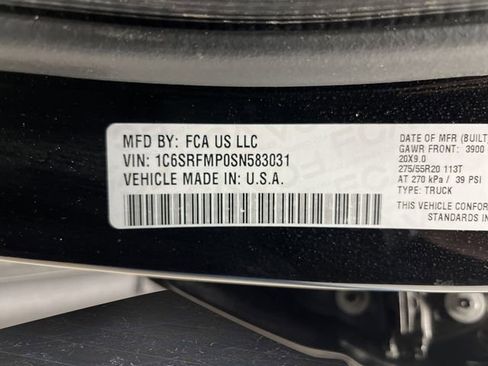 MFD BY: FCA US LLC
VIN: 1C6SRFMP0SN583031
VEHICLE MADE IN: U.S.A.
DATE OF MFR (BUILT
GAWR FRONT: 3900
20X9.0
275/55R20 113T
AT 270 kPa / 39 PSI
TYPE: TRUCK
THIS VEHICLE CONFOR
STANDARDS IN